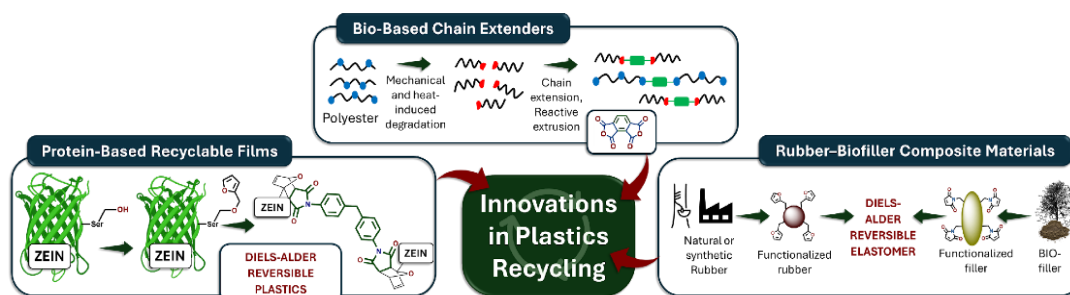 Bio-Based Chain Extenders
Polyester
Mechanical
and heat-
induced
degradation
Chain
extension,
Reactive
extrusion
O
O
O
O
O
O
Protein-Based Recyclable Films
ZEIN
Ser
OH
ZEIN
Ser
O
O
ZEIN
O
O
N
O
O
N
O
O
ZEIN
DIELS-ALDER
REVERSIBLE
PLASTICS
Innovations
in Plastics
Recycling
Rubber–Biofiller Composite Materials
Natural or
synthetic
Rubber
Functionalized
rubber
DIELS-
ALDER
REVERSIBLE
ELASTOMER
Functionalized
filler
BIO-
filler